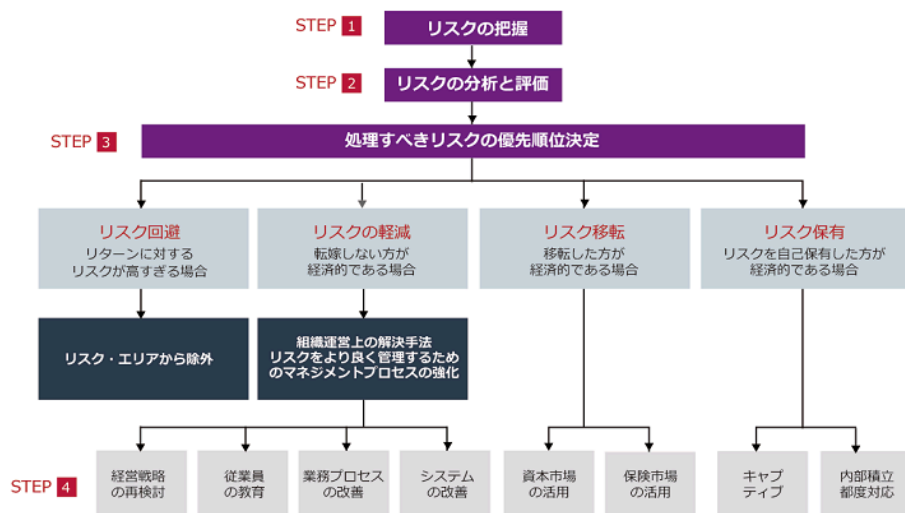 STEP 1
リスクの把握
STEP 2
リスクの分析と評価
STEP 3
処理すべきリスクの優先順位決定
リスク回避
リターンに対する
リスクが高すぎる場合
リスクの軽減
転嫁しない方が
経済的である場合
リスク移転
移転した方が
経済的である場合
リスク保有
リスクを自己保有した方が
経済的である場合
リスク・エリアから除外
組織運営上の解決手法
リスクをより良く管理するため
のマネジメントプロセスの強化
STEP 4
経営戦略
の再検討
従業員
の教育
業務プロセス
の改善
システム
の改善
資本市場
の活用
保険市場
の活用
キャプ
ティブ
内部積立
都度対応